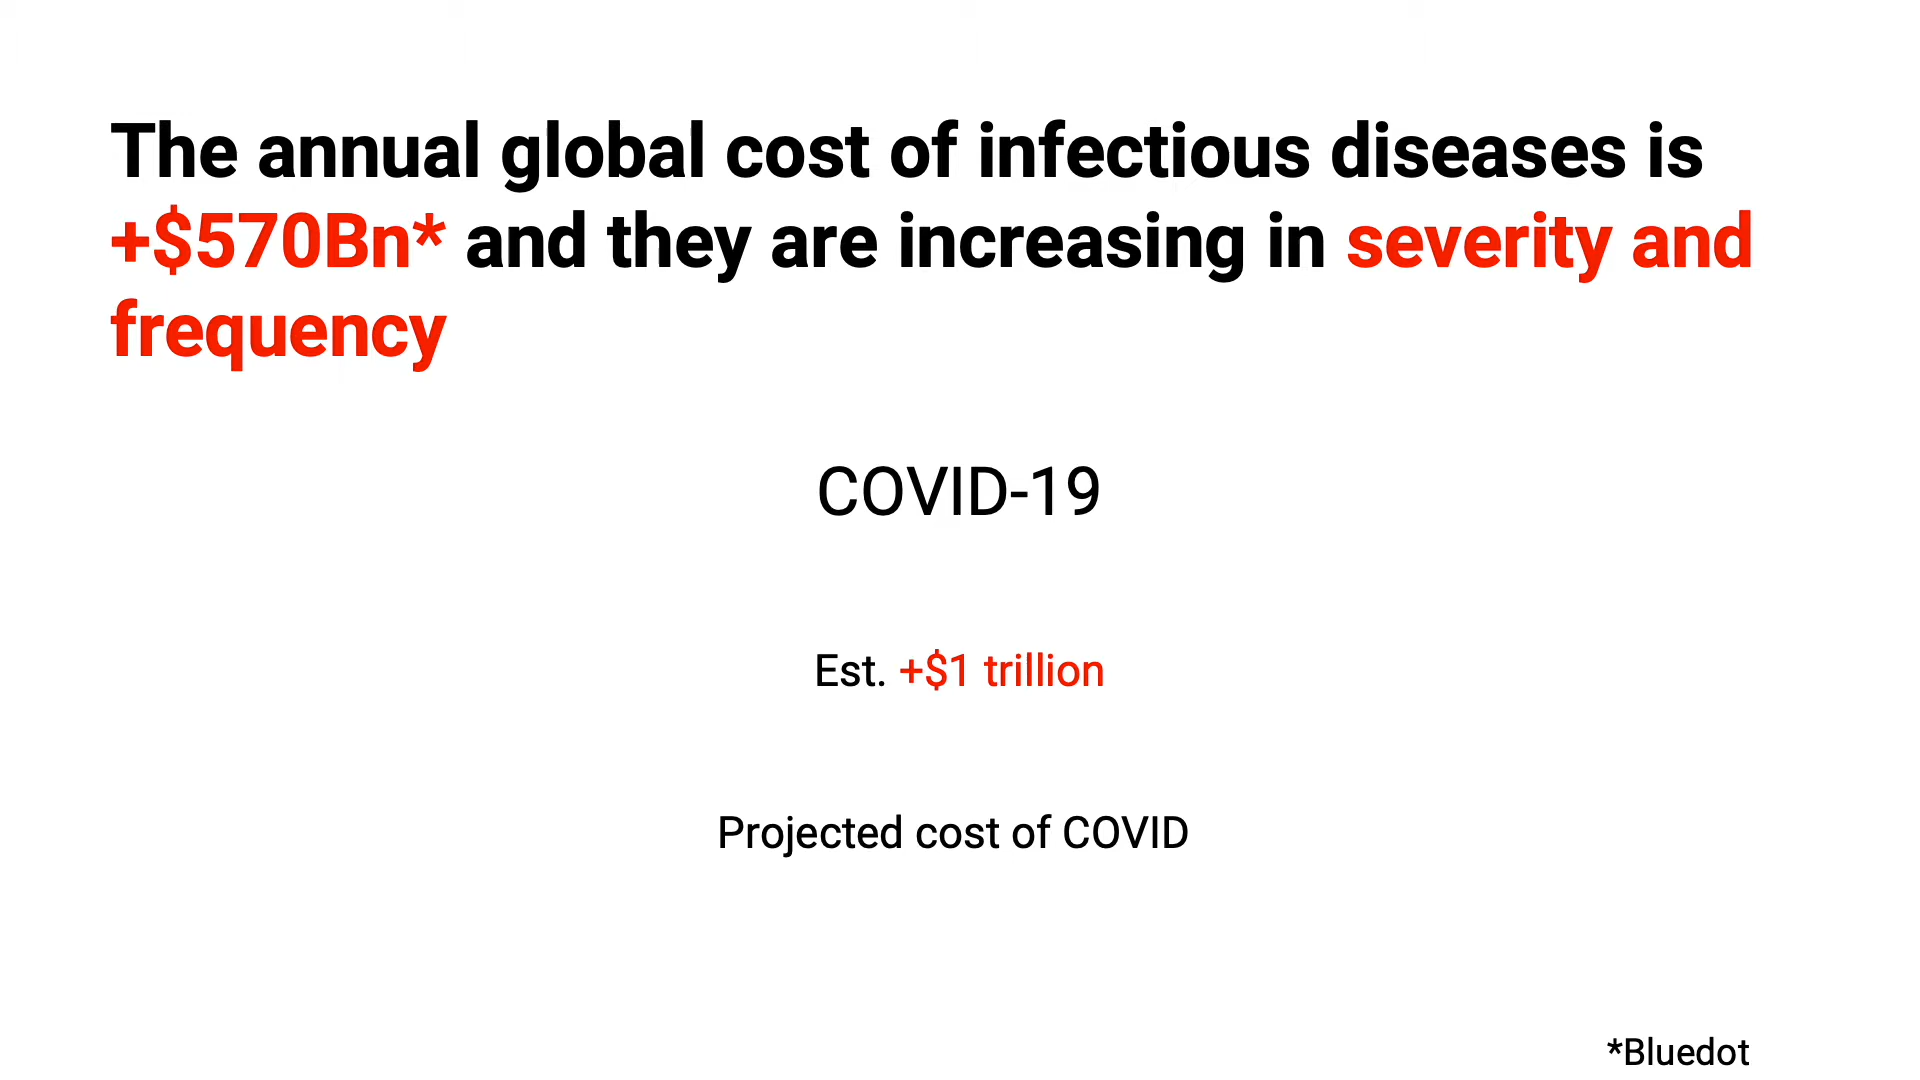 The annual global cost of infectious diseases is
+$570Bn* and they are increasing in severity and
frequency
COVID-19
Est. +$1 trillion
Projected cost of COVID
*Bluedot